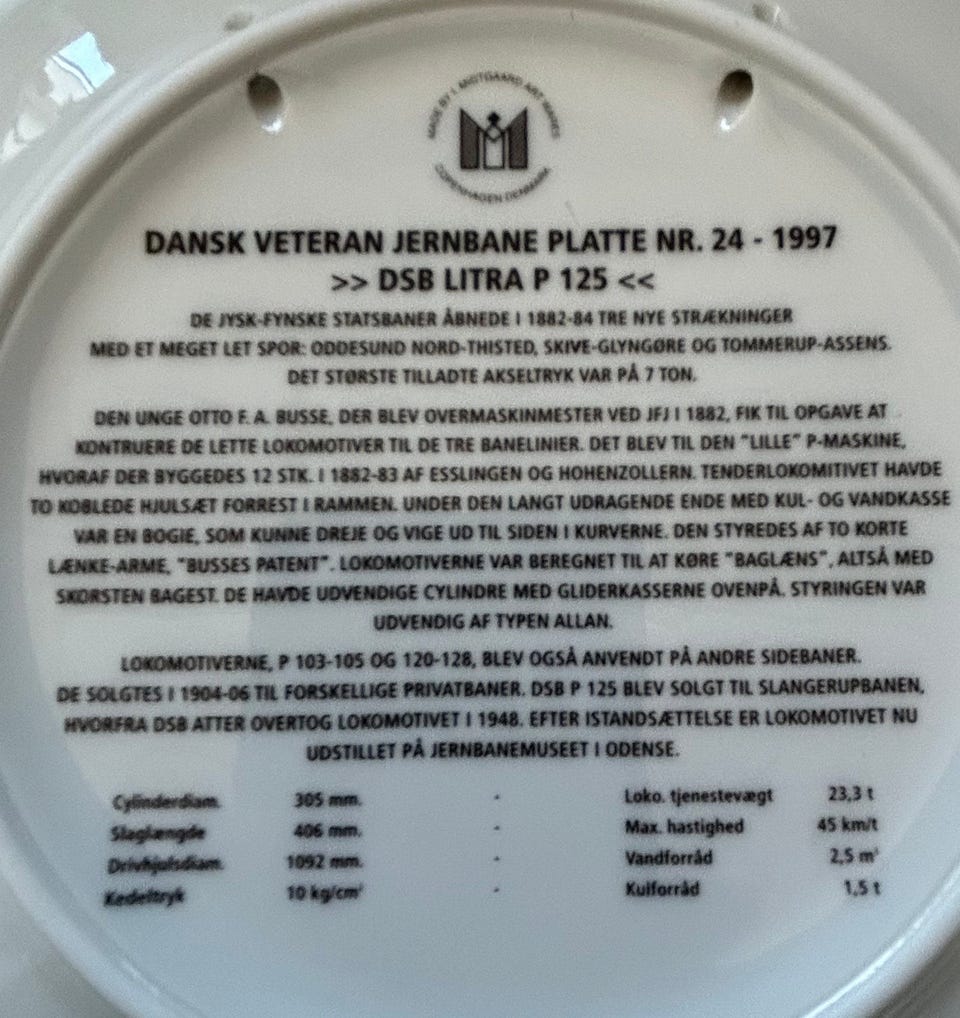 MADE BY I. MIDTGAARD ART WARES
COPENHAGEN DENMARK
DANSK VETERAN JERNBANE PLATTE NR. 24 - 1997
>> DSB LITRA P 125 <<
DE JYSK-FYNSKE STATSBANER ÅBNEDE I 1882-84 TRE NYE STRÆKNINGER
MED ET MEGET LET SPOR: ODDESUND NORD-THISTED, SKIVE-GLYNGØRE OG TOMMERUP-ASSENS.
DET STØRSTE TILLADTE AKSELTRYK VAR PÅ 7 TON.
DEN UNGE OTTO F. A. BUSSE, DER BLEV OVERMASKINMESTER VED JFJ I 1882, FIK TIL OPGAVE AT
KONTRUERE DE LETTE LOKOMOTIVER TIL DE TRE BANELINIER. DET BLEV TIL DEN "LILLE" P-MASKINE,
HVORAF DER BYGGEDES 12 STK. I 1882-83 AF ESSLINGEN OG HOHENZOLLERN. TENDERLOKOMITIVET HAVDE
TO KOBLEDE HJULSÆT FORREST I RAMMEN. UNDER DEN LANGT UDRAGENDE ENDE MED KUL- OG VANDKASSE
VAR EN BOGIE, SOM KUNNE DREJE OG VIGE UD TIL SIDEN I KURVERNE. DEN STYREDES AF TO KORTE
LÆNKE-ARME, "BUSSES PATENT". LOKOMOTIVERNE VAR BEREGNET TIL AT KØRE "BAGLÆNS", ALTSÅ MED
SKORSTEN BAGEST. DE HAVDE UDVENDIGE CYLINDRE MED GLIDERKASSERNE OVENPÅ. STYRINGEN VAR
UDVENDIG AF TYPEN ALLAN.
LOKOMOTIVERNE, P 103-105 OG 120-128, BLEV OGSÅ ANVENDT PÅ ANDRE SIDEBANER.
DE SOLGTES I 1904-06 TIL FORSKELLIGE PRIVATBANER. DSB P 125 BLEV SOLGT TIL SLANGERUPBANEN,
HVORFRA DSB ATTER OVERTOG LOKOMOTIVET I 1948. EFTER ISTANDSÆTTELSE ER LOKOMOTIVET NU
UDSTILLET PÅ JERNBANEMUSEET I ODENSE.
Cylinderdiam. 305 mm. - Loko. tjenestevægt 23,3 t
Slaglængde 406 mm. - Max. hastighed 45 km/t
Drivhjulsdiam. 1092 mm. - Vandforråd 2,5 m³
Kedeltryk 10 kg/cm² - Kulforråd 1,5 t